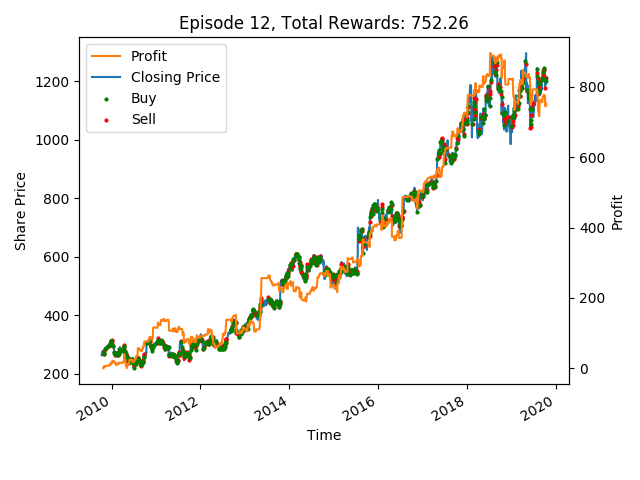 Episode 12, Total Rewards: 752.26
Profit
Closing Price
Buy
Sell
Share Price
1200
1000
800
600
400
200
800
600
400
200
0
Profit
2010
2012
2014
2016
2018
2020
Time